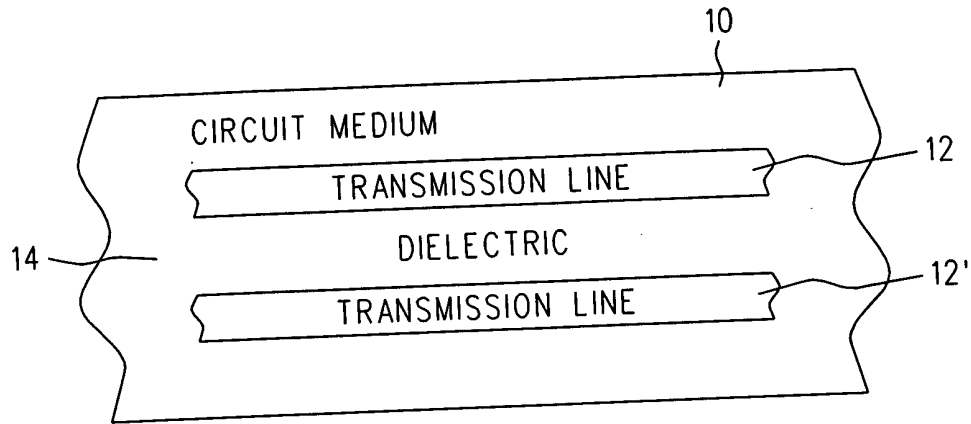 10
CIRCUIT MEDIUM
12
TRANSMISSION LINE
14
DIELECTRIC
12'
TRANSMISSION LINE